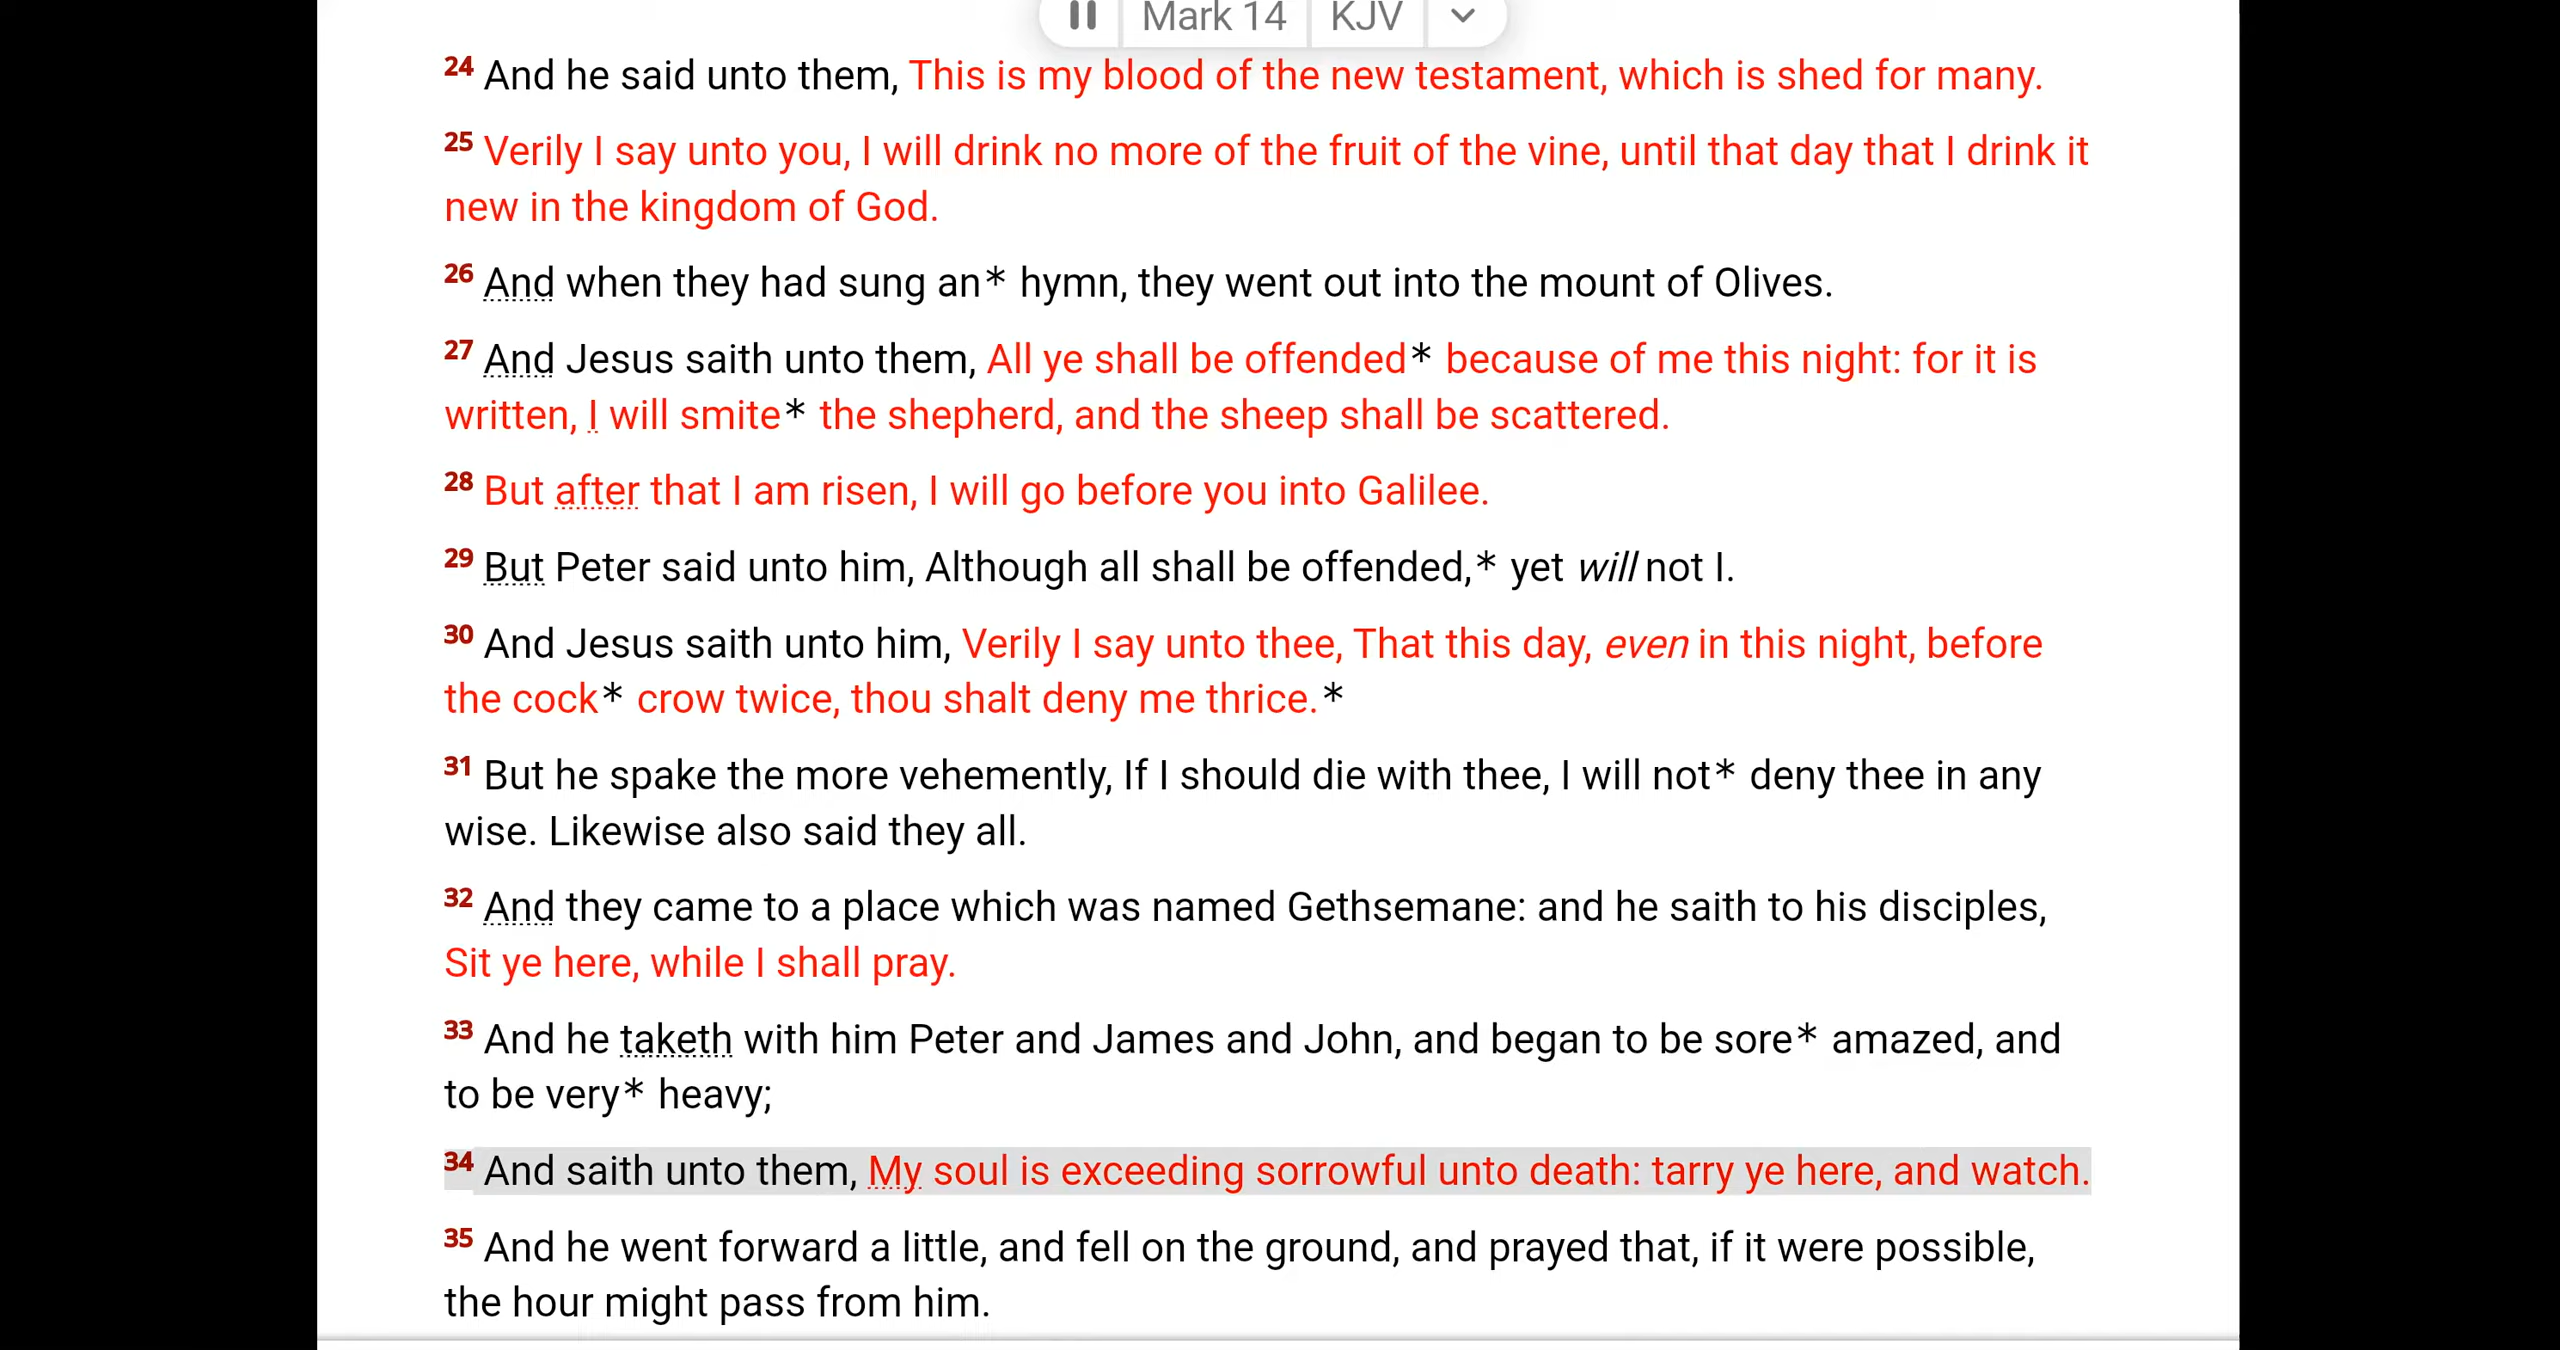 Mark 14 KJV
24 And he said unto them, This is my blood of the new testament, which is shed for many.
25 Verily I say unto you, I will drink no more of the fruit of the vine, until that day that I drink it
new in the kingdom of God.
26 And when they had sung an* hymn, they went out into the mount of Olives.
27 And Jesus saith unto them, All ye shall be offended* because of me this night: for it is
written, I will smite* the shepherd, and the sheep shall be scattered.
28 But after that I am risen, I will go before you into Galilee.
29 But Peter said unto him, Although all shall be offended,* yet will not I.
30 And Jesus saith unto him, Verily I say unto thee, That this day, even in this night, before
the cock* crow twice, thou shalt deny me thrice.*
31 But he spake the more vehemently, If I should die with thee, I will not* deny thee in any
wise. Likewise also said they all.
32 And they came to a place which was named Gethsemane: and he saith to his disciples,
Sit ye here, while I shall pray.
33 And he taketh with him Peter and James and John, and began to be sore* amazed, and
to be very* heavy;
34 And saith unto them, My soul is exceeding sorrowful unto death: tarry ye here, and watch.
35 And he went forward a little, and fell on the ground, and prayed that, if it were possible,
the hour might pass from him.